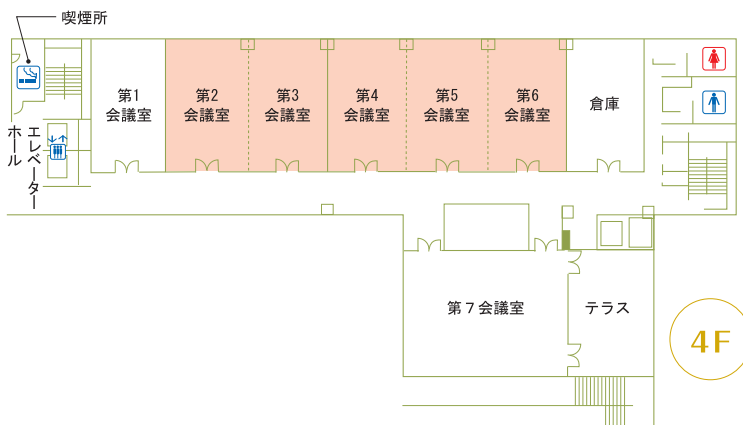 喫煙所
第1
会議室
第2
会議室
第3
会議室
第4
会議室
第5
会議室
第6
会議室
倉庫
エレベーター
ホール
第7会議室
テラス
4F